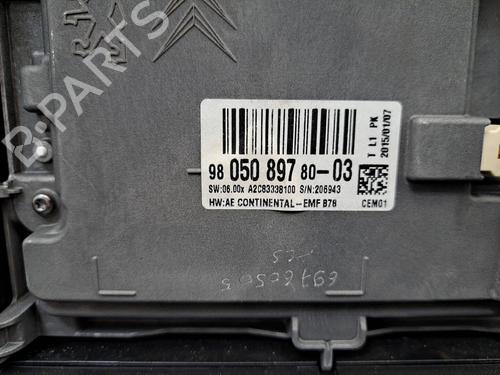 B-PARTS
98 050 897 80-03
SW:06.00x A2C83338100 S/N:206943
HW:AE CONTINENTAL-EMF B78
T L1 PK
2015/01/07
CEM01